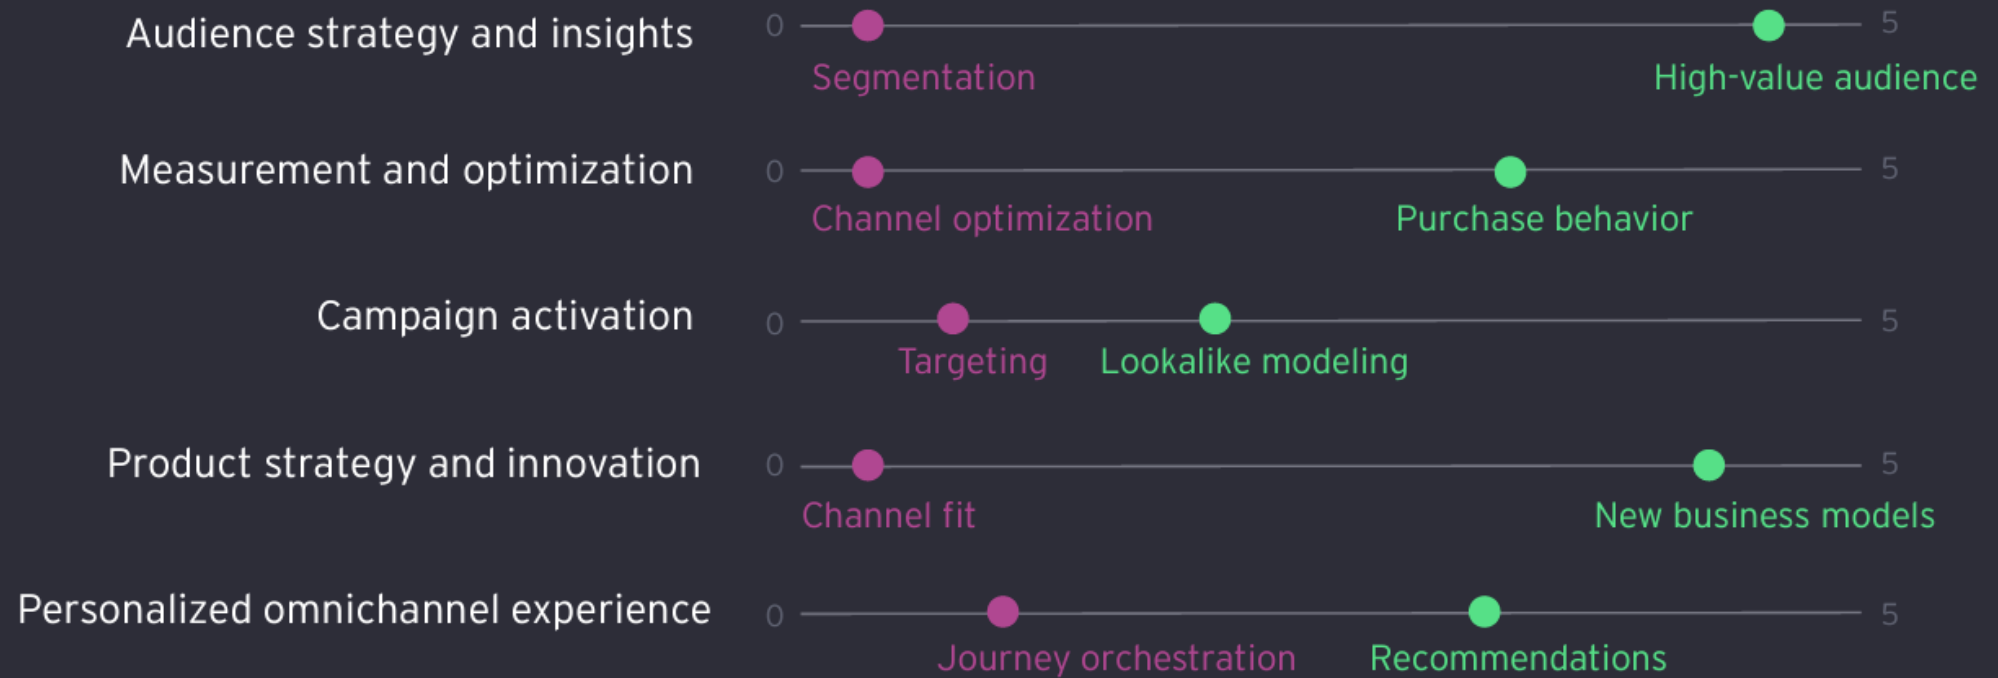 Audience strategy and insights 0 5
Segmentation High-value audience
Measurement and optimization 0 5
Channel optimization Purchase behavior
Campaign activation 0 5
Targeting Lookalike modeling
Product strategy and innovation 0 5
Channel fit New business models
Personalized omnichannel experience 0 5
Journey orchestration Recommendations